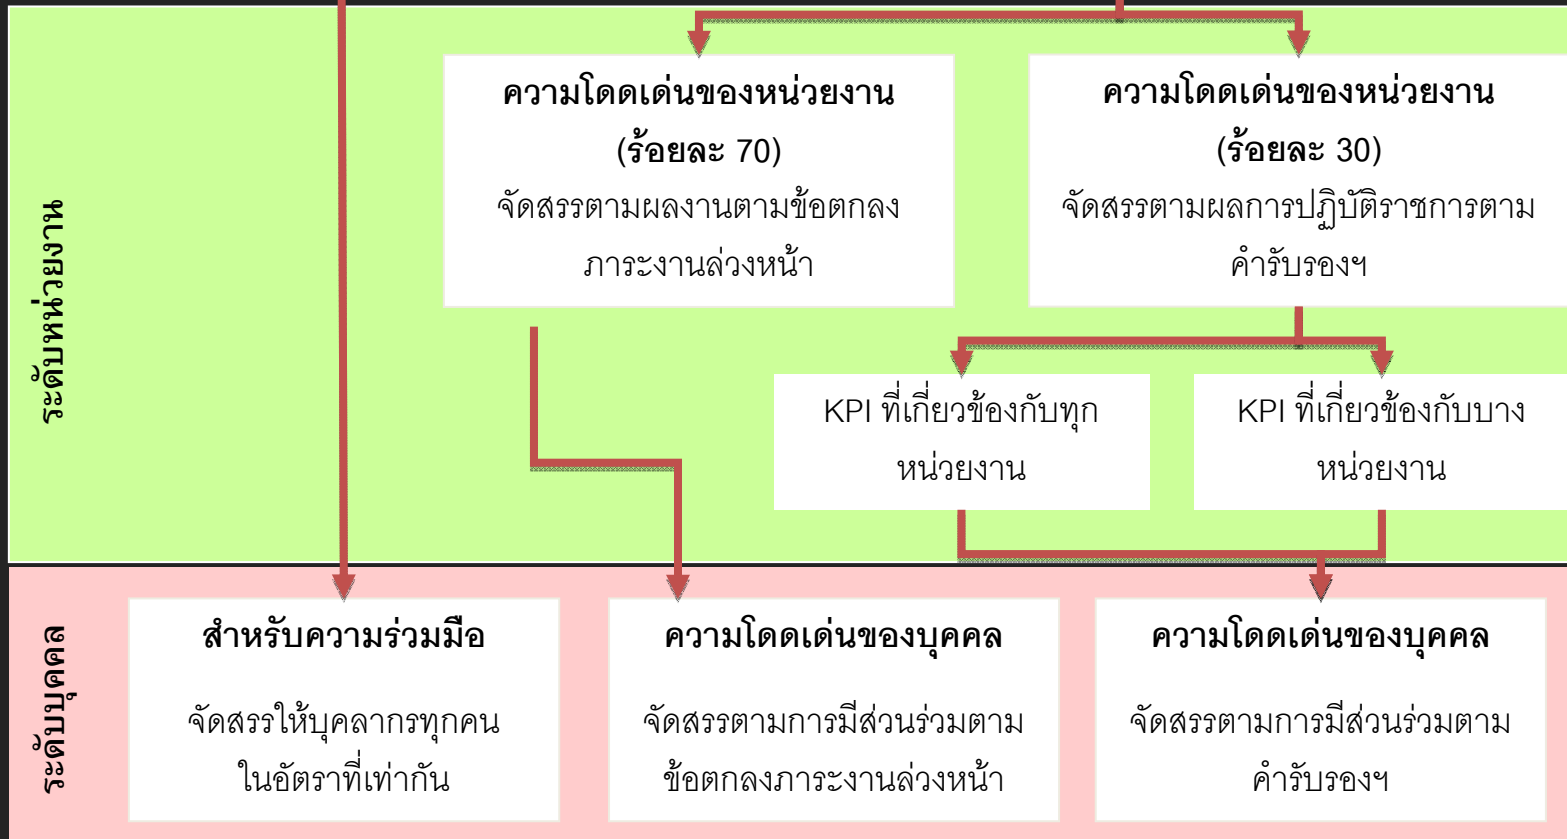 ระดับหน่วยงาน
ความโดดเด่นของหน่วยงาน
(ร้อยละ 70)
จัดสรรตามผลงานตามข้อตกลง
ภาระงานล่วงหน้า
ความโดดเด่นของหน่วยงาน
(ร้อยละ 30)
จัดสรรตามผลการปฏิบัติราชการตาม
คำรับรองฯ
KPI ที่เกี่ยวข้องกับทุก
หน่วยงาน
KPI ที่เกี่ยวข้องกับบาง
หน่วยงาน
ระดับบุคคล
สำหรับความร่วมมือ
จัดสรรให้บุคลากรทุกคน
ในอัตราที่เท่ากัน
ความโดดเด่นของบุคคล
จัดสรรตามการมีส่วนร่วมตาม
ข้อตกลงภาระงานล่วงหน้า
ความโดดเด่นของบุคคล
จัดสรรตามการมีส่วนร่วมตาม
คำรับรองฯ